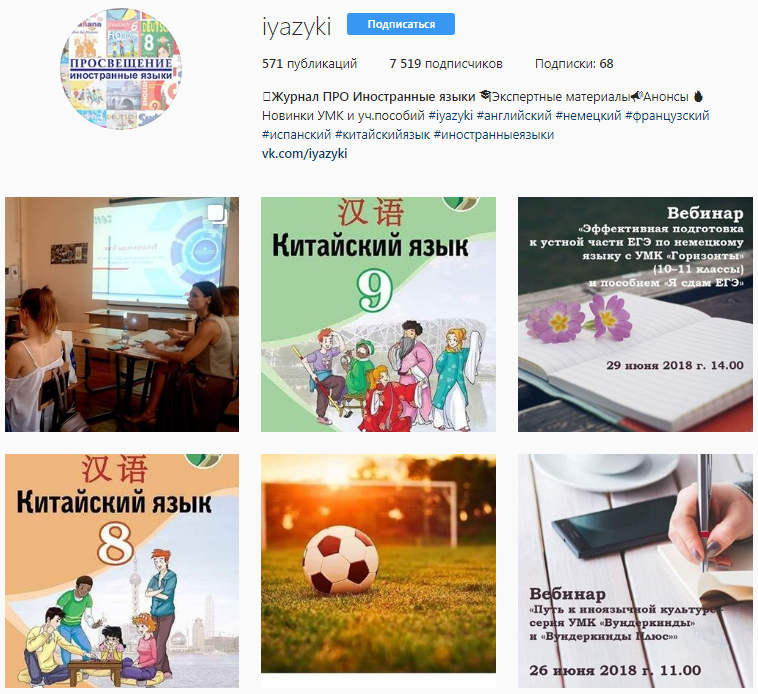 iyazyki
Подписаться
571 публикаций 7 519 подписчиков Подписки: 68
Журнал ПРО Иностранные языки Экспертные материалы Анонсы
Новинки УМК и уч.пособий #iyazyki #английский #немецкий #французский
#испанский #китайскийязык #иностранныеязыки
vk.com/iyazyki
ПРОСВЕЩЕНИЕ
иностранные языки
汉语
Китайский язык
9
Вебинар
«Эффективная подготовка
к устной части ЕГЭ по немецкому
языку с УМК «Горизонты»
(10-11 классы)
и пособием «Я сдам ЕГЭ»
29 июня 2018 г. 14.00
汉语
Китайский язык
8
Вебинар
«Путь к иноязычной культуре-
серия УМК «Вундеркинды»
и «Вундеркинды Плюс»»
26 июня 2018 г. 11.00